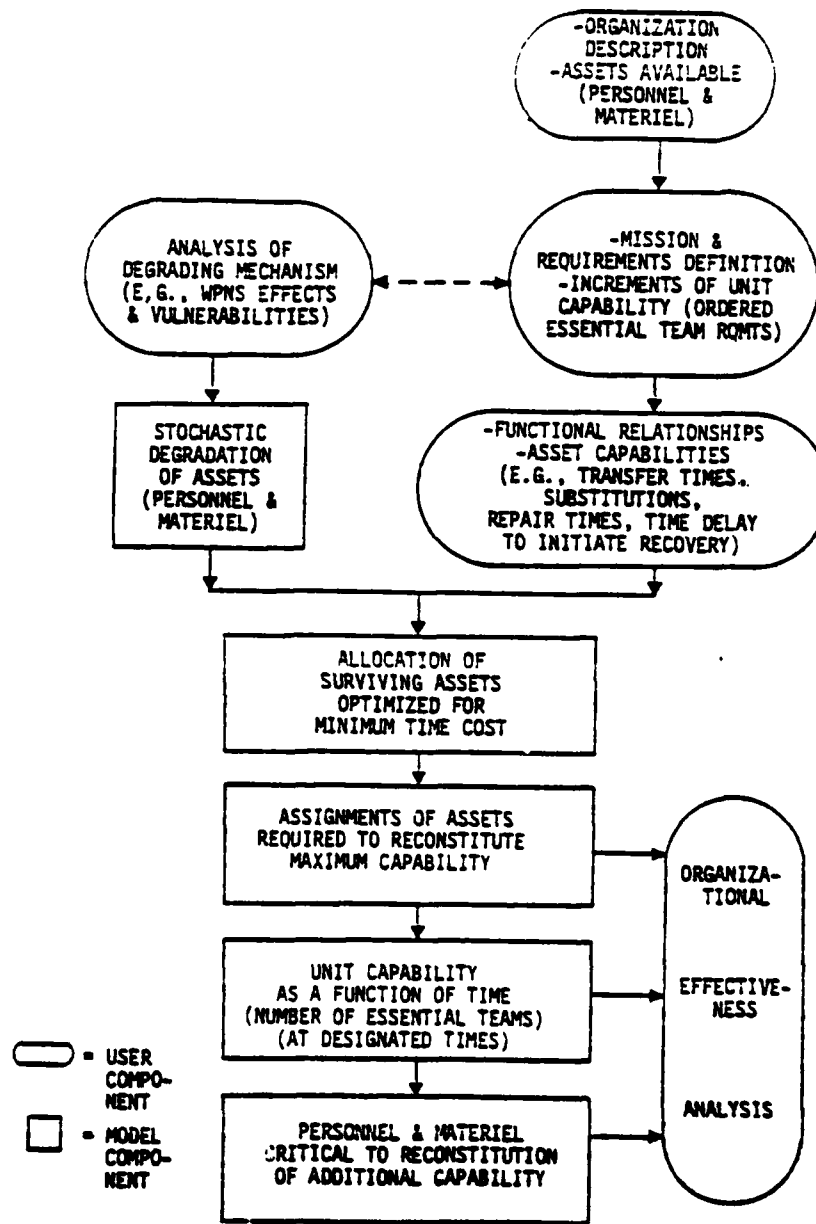 -ORGANIZATION
DESCRIPTION
-ASSETS AVAILABLE
(PERSONNEL &
MATERIEL)
ANALYSIS OF
DEGRADING MECHANISM
(E,G., WPNS EFFECTS
& VULNERABILITIES)
-MISSION &
REQUIREMENTS DEFINITION
-INCREMENTS OF UNIT
CAPABILITY (ORDERED
ESSENTIAL TEAM RQMTS)
STOCHASTIC
DEGRADATION
OF ASSETS
(PERSONNEL &
MATERIEL)
-FUNCTIONAL RELATIONSHIPS
-ASSET CAPABILITIES
(E.G., TRANSFER TIMES.
SUBSTITUTIONS,
REPAIR TIMES, TIME DELAY
TO INITIATE RECOVERY)
ALLOCATION OF
SURVIVING ASSETS
OPTIMIZED FOR
MINIMUM TIME COST
ASSIGNMENTS OF ASSETS
REQUIRED TO RECONSTITUTE
MAXIMUM CAPABILITY
UNIT CAPABILITY
AS A FUNCTION OF TIME
(NUMBER OF ESSENTIAL TEAMS)
(AT DESIGNATED TIMES)
PERSONNEL & MATERIEL
CRITICAL TO RECONSTITUTION
OF ADDITIONAL CAPABILITY
ORGANIZA-
TIONAL
EFFECTIVE-
NESS
ANALYSIS
= USER
COMPO-
NENT
= MODEL
COMPO-
NENT